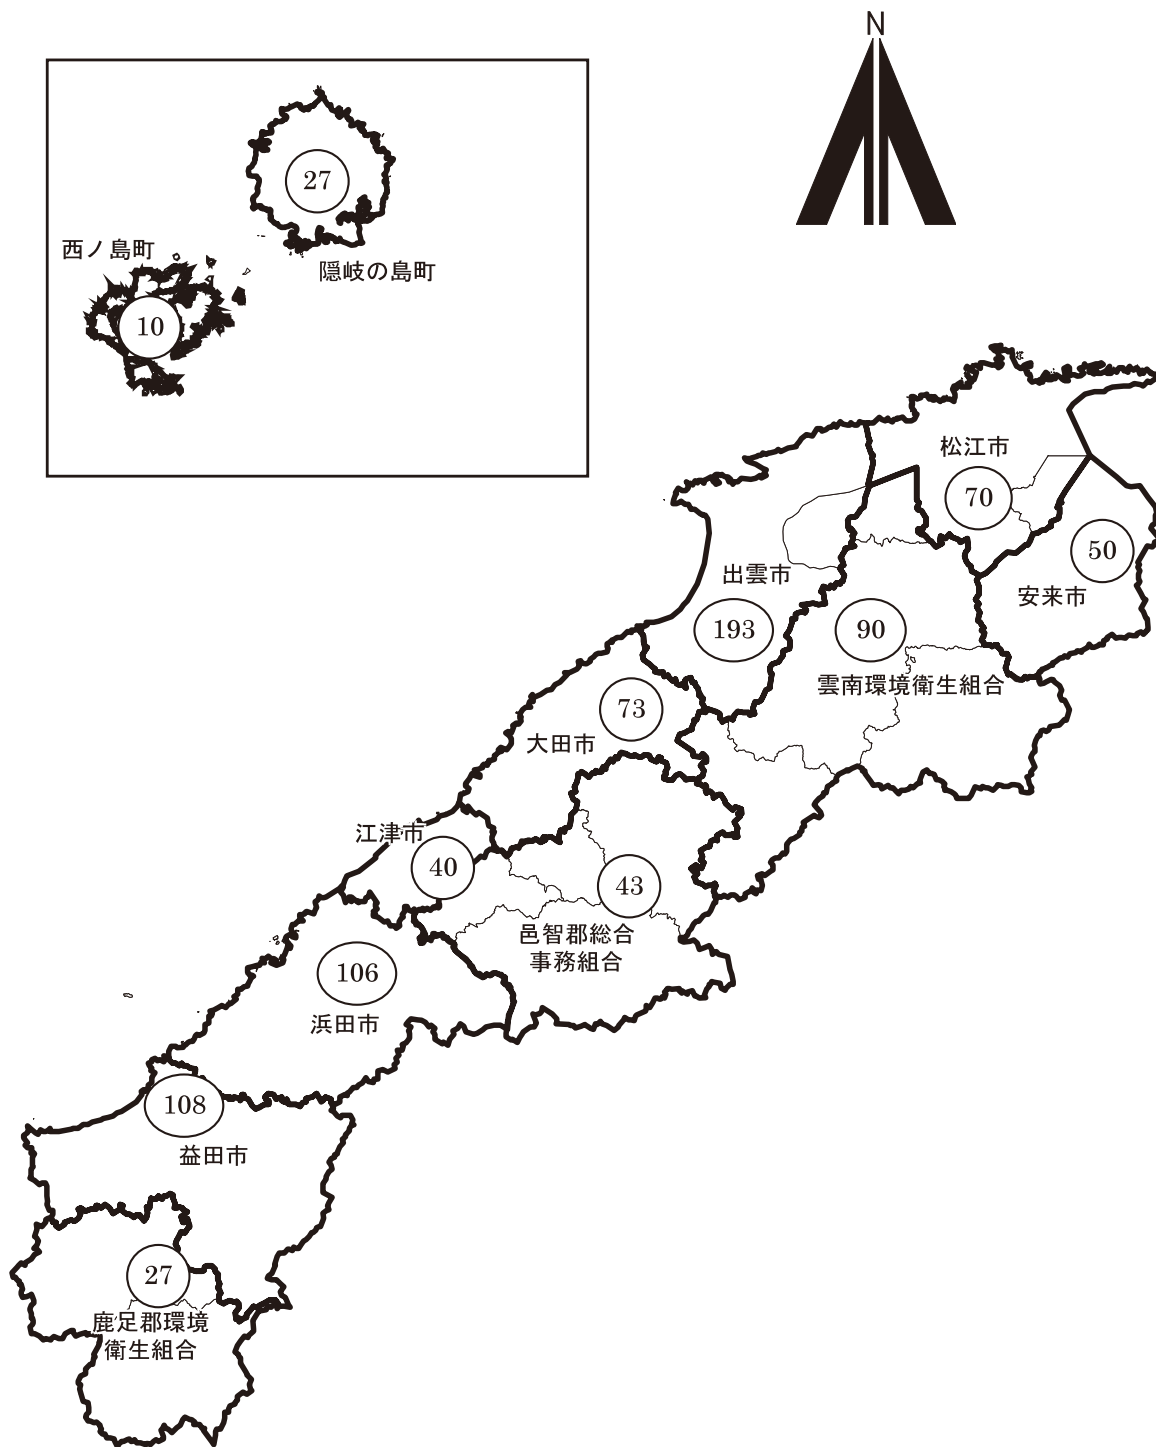 N
27
西ノ島町
隠岐の島町
10
松江市
70
50
出雲市
安来市
193
90
雲南環境衛生組合
73
大田市
江津市
40
43
邑智郡総合
事務組合
106
浜田市
108
益田市
27
鹿足郡環境
衛生組合